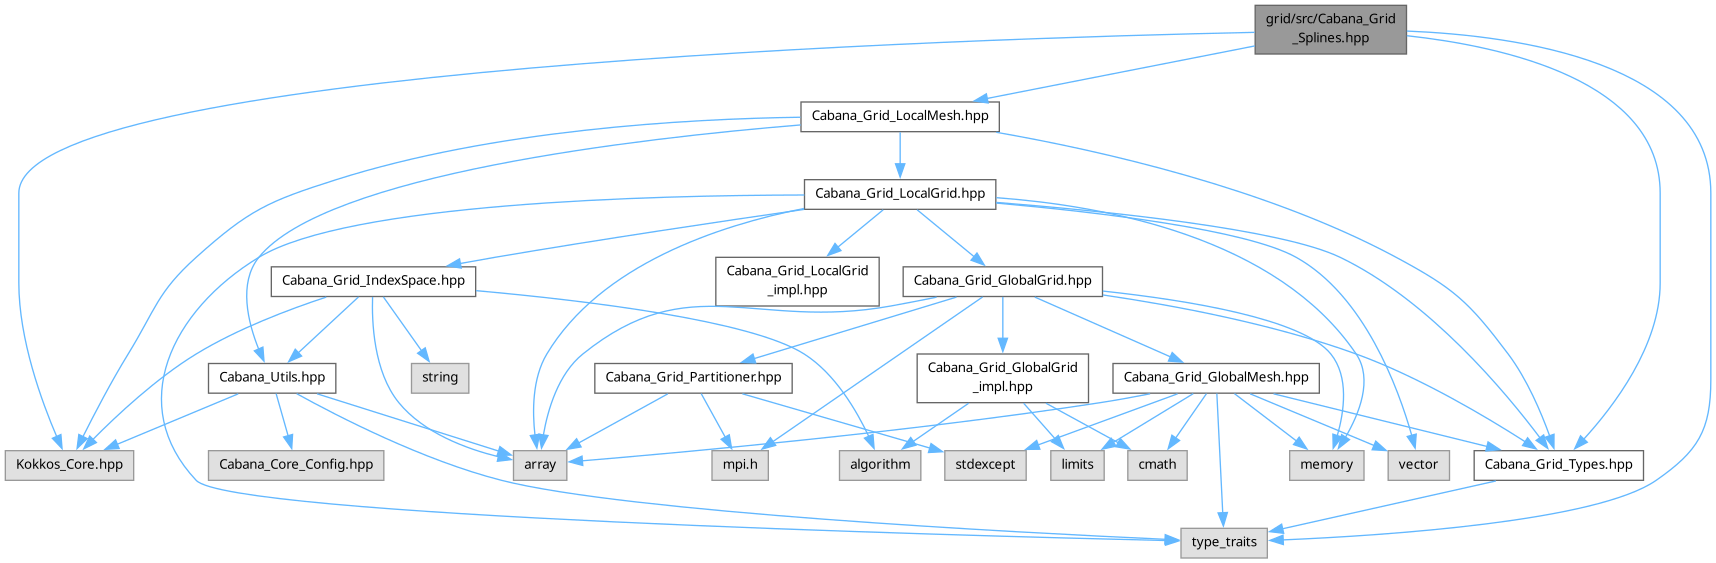 grid/src/Cabana_Grid
_Splines.hpp
Cabana_Grid_LocalMesh.hpp
Cabana_Grid_LocalGrid.hpp
Cabana_Grid_IndexSpace.hpp
Cabana_Grid_LocalGrid
_impl.hpp
Cabana_Grid_GlobalGrid.hpp
Cabana_Utils.hpp
string
Cabana_Grid_Partitioner.hpp
Cabana_Grid_GlobalGrid
_impl.hpp
Cabana_Grid_GlobalMesh.hpp
Kokkos_Core.hpp
Cabana_Core_Config.hpp
array
mpi.h
algorithm
stdexcept
limits
cmath
memory
vector
Cabana_Grid_Types.hpp
type_traits